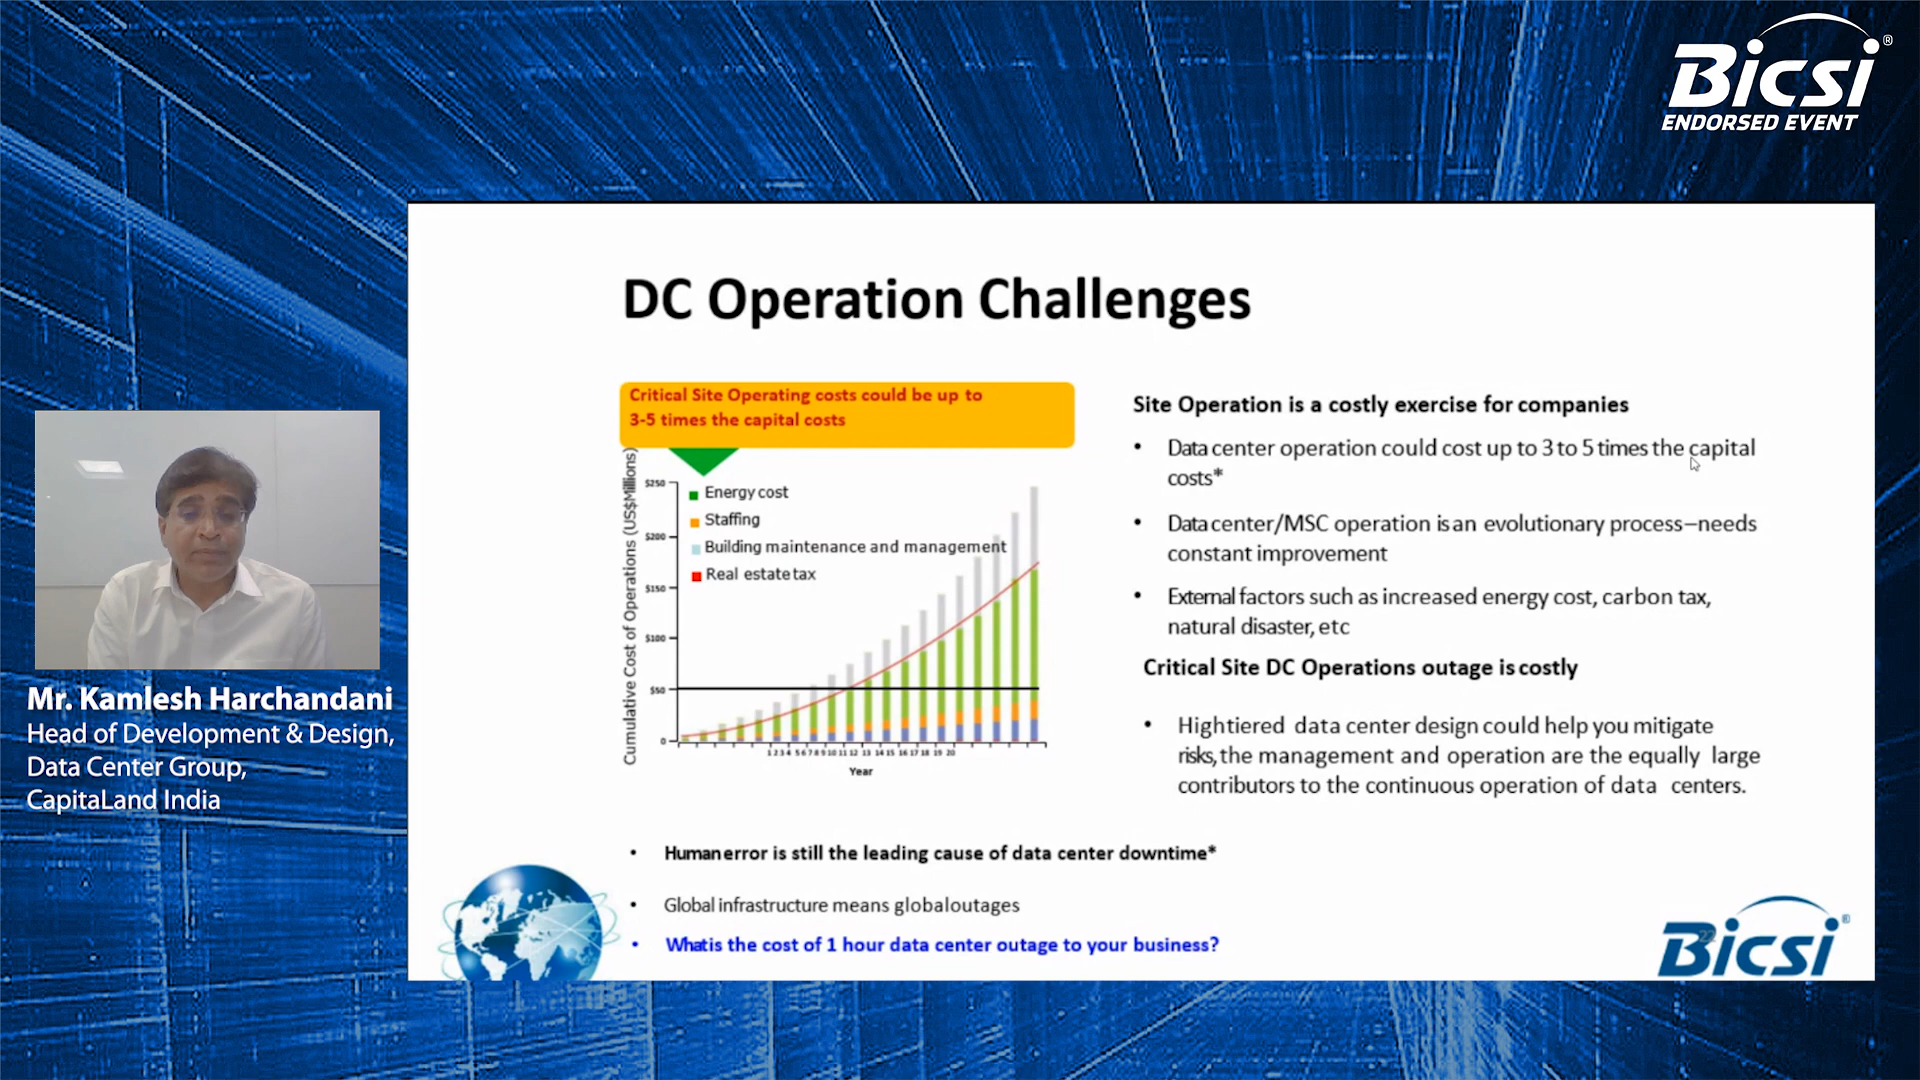 Bicsi®
ENDORSED EVENT
DC Operation Challenges
Critical Site Operating costs could be up to
3-5 times the capital costs
Cumulative Cost of Operations (US$Millions)
$250
$200
$150
$100
$50
0
Energy cost
Staffing
Building maintenance and management
Real estate tax
1 2 3 4 5 6 7 8 9 10 11 12 13 14 15 16 17 18 19 20
Year
Site Operation is a costly exercise for companies
• Data center operation could cost up to 3 to 5 times the capital
costs*
• Data center/MSC operation is an evolutionary process–needs
constant improvement
• External factors such as increased energy cost, carbon tax,
natural disaster, etc
Critical Site DC Operations outage is costly
• High tiered data center design could help you mitigate
risks, the management and operation are the equally large
contributors to the continuous operation of data centers.
• Human error is still the leading cause of data center downtime*
• Global infrastructure means global outages
• What is the cost of 1 hour data center outage to your business?
Bicsi®
22
Mr. Kamlesh Harchandani
Head of Development & Design,
Data Center Group,
CapitaLand India